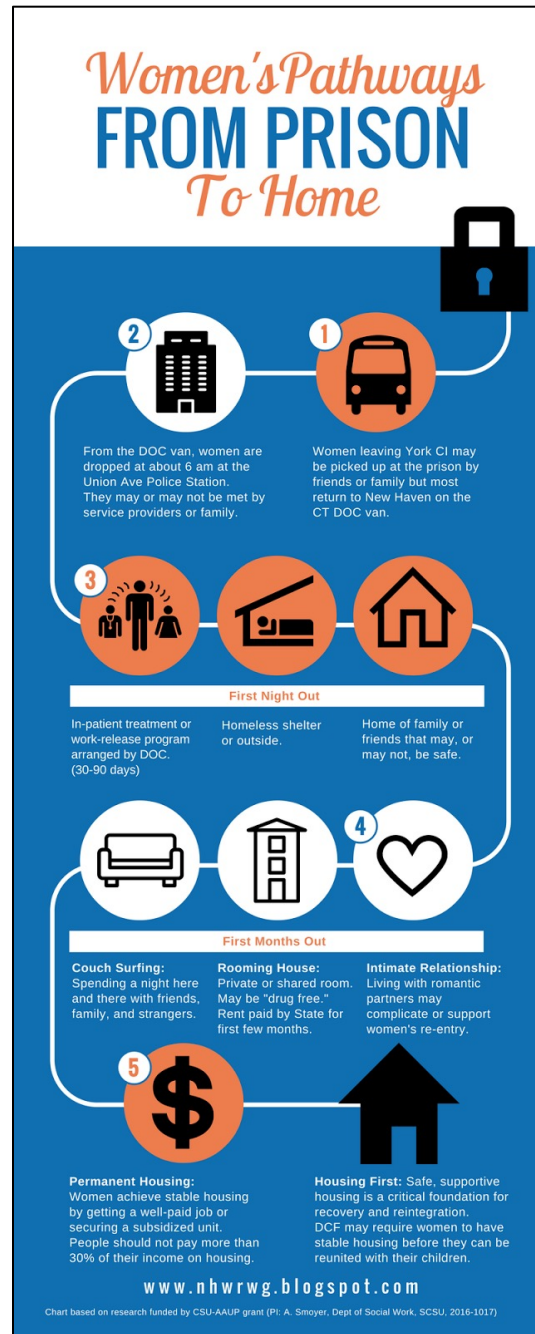 Women's Pathways
FROM PRISON
To Home
1
Women leaving York CI may
be picked up at the prison by
friends or family but most
return to New Haven on the
CT DOC van.
2
From the DOC van, women are
dropped at about 6 am at the
Union Ave Police Station.
They may or may not be met by
service providers or family.
3
First Night Out
In-patient treatment or
work-release program
arranged by DOC.
(30-90 days)
Homeless shelter
or outside.
Home of family or
friends that may, or
may not, be safe.
4
First Months Out
Couch Surfing:
Spending a night here
and there with friends,
family, and strangers.
Rooming House:
Private or shared room.
May be "drug free."
Rent paid by State for
first few months.
Intimate Relationship:
Living with romantic
partners may
complicate or support
women's re-entry.
5
$
Permanent Housing:
Women achieve stable housing
by getting a well-paid job or
securing a subsidized unit.
People should not pay more than
30% of their income on housing.
Housing First: Safe, supportive
housing is a critical foundation for
recovery and reintegration.
DCF may require women to have
stable housing before they can be
reunited with their children.
www.nhwrwg.blogspot.com
Chart based on research funded by CSU-AAUP grant (PI: A. Smoyer, Dept of Social Work, SCSU, 2016-1017)